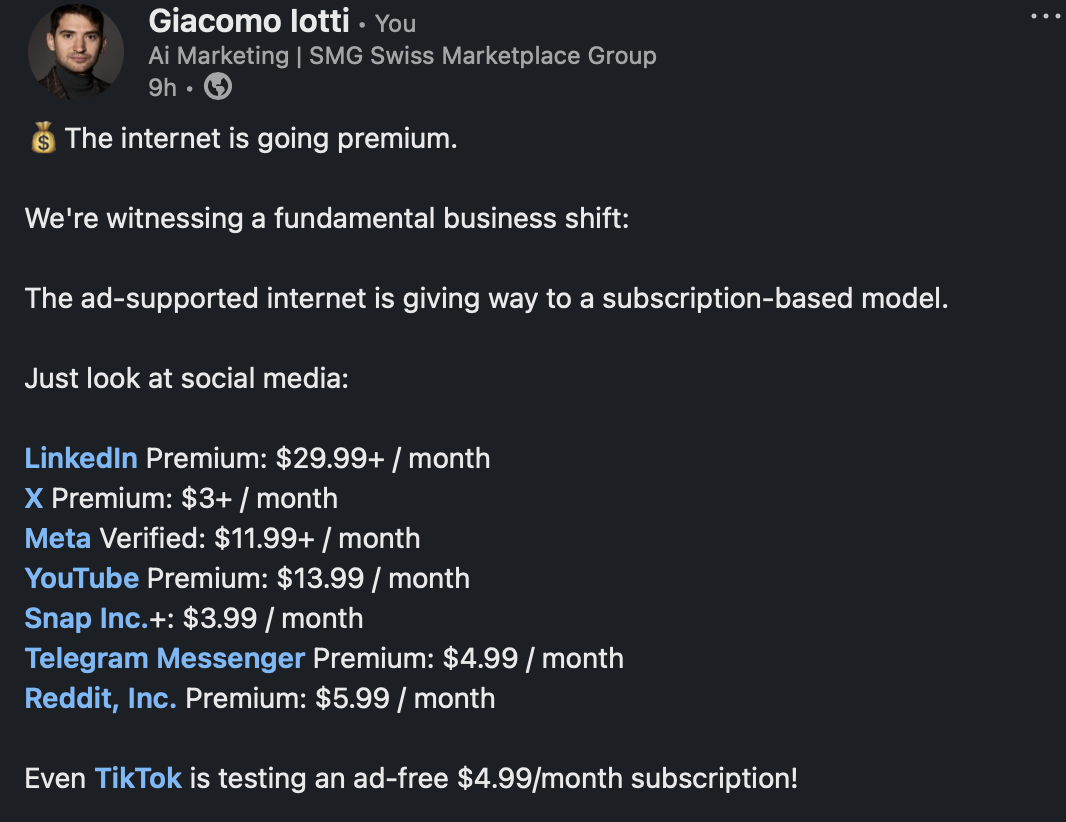 Giacomo Iotti • You
Ai Marketing | SMG Swiss Marketplace Group
9h •
💰 The internet is going premium.
We're witnessing a fundamental business shift:
The ad-supported internet is giving way to a subscription-based model.
Just look at social media:
LinkedIn Premium: $29.99+ / month
X Premium: $3+ / month
Meta Verified: $11.99+ / month
YouTube Premium: $13.99 / month
Snap Inc.+: $3.99 / month
Telegram Messenger Premium: $4.99 / month
Reddit, Inc. Premium: $5.99 / month
Even TikTok is testing an ad-free $4.99/month subscription!